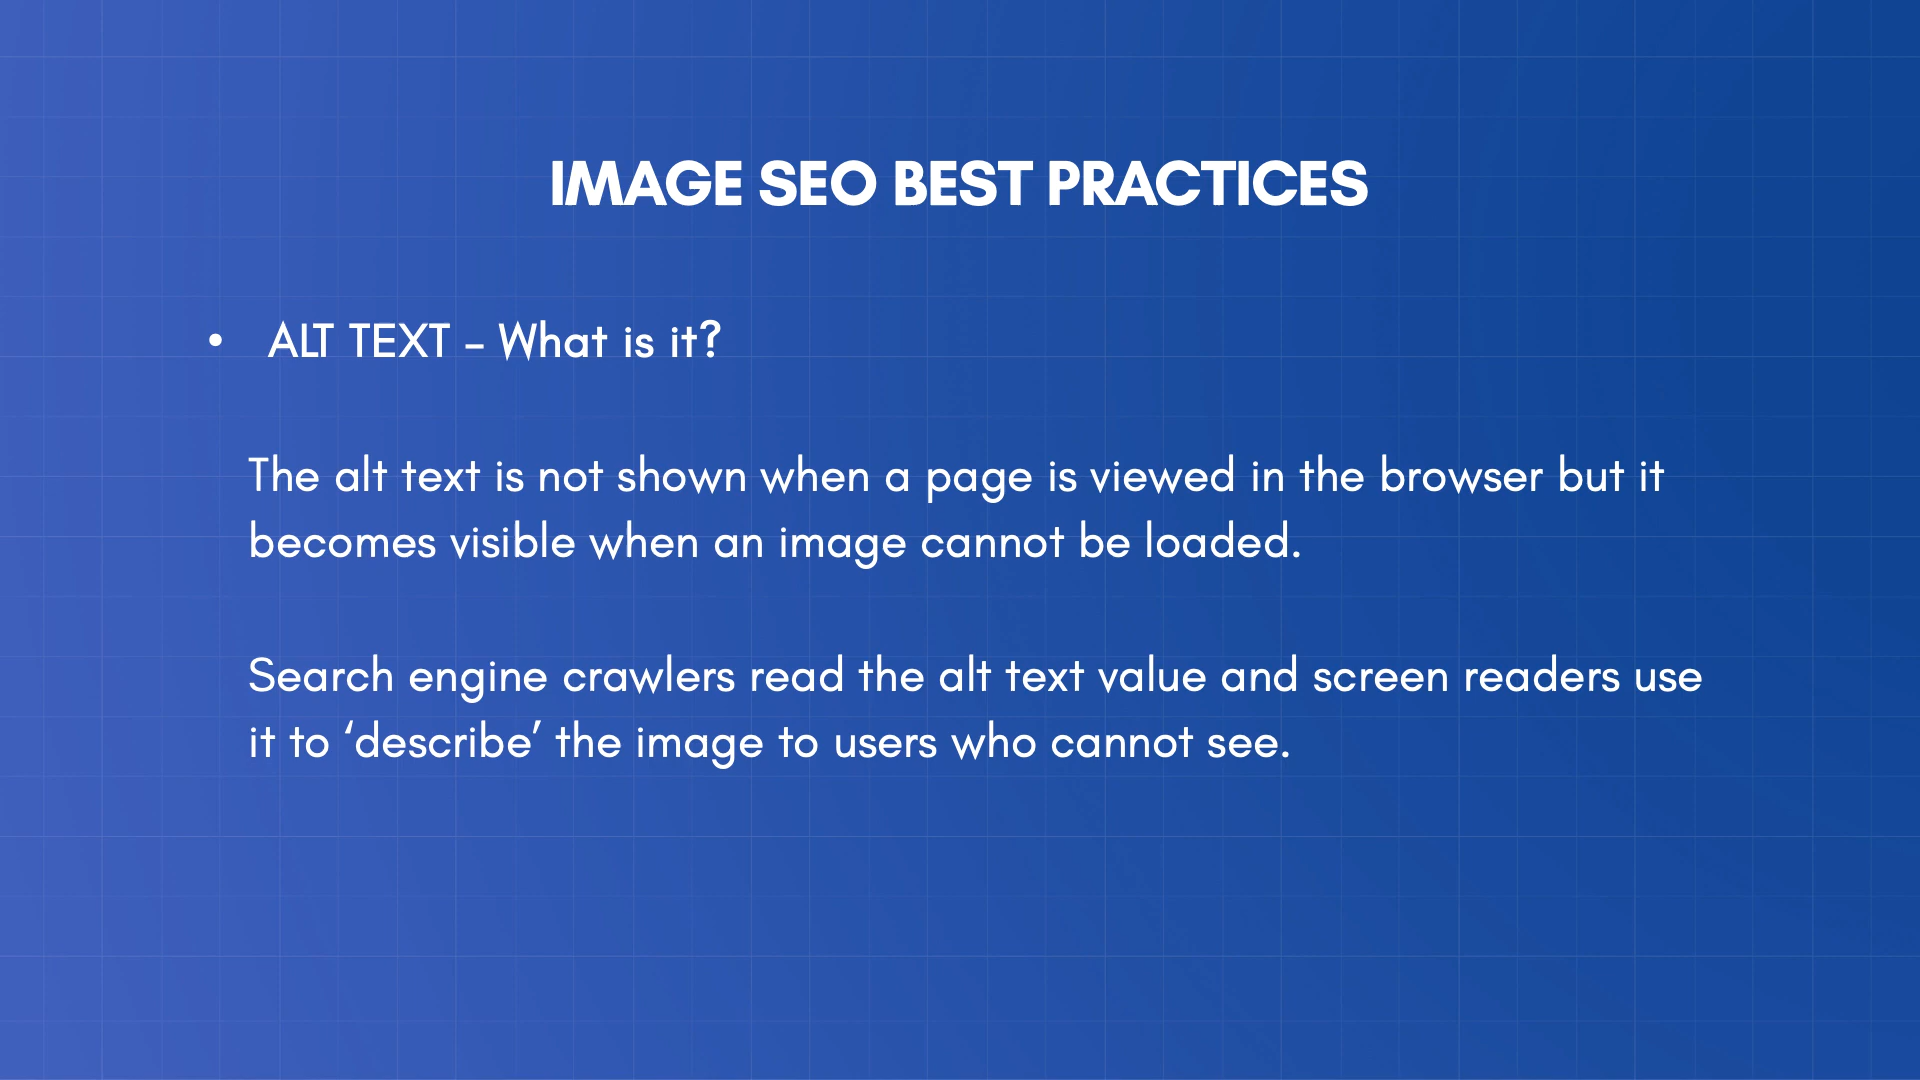 IMAGE SEO BEST PRACTICES
• ALT TEXT – What is it?
The alt text is not shown when a page is viewed in the browser but it
becomes visible when an image cannot be loaded.
Search engine crawlers read the alt text value and screen readers use
it to ‘describe’ the image to users who cannot see.